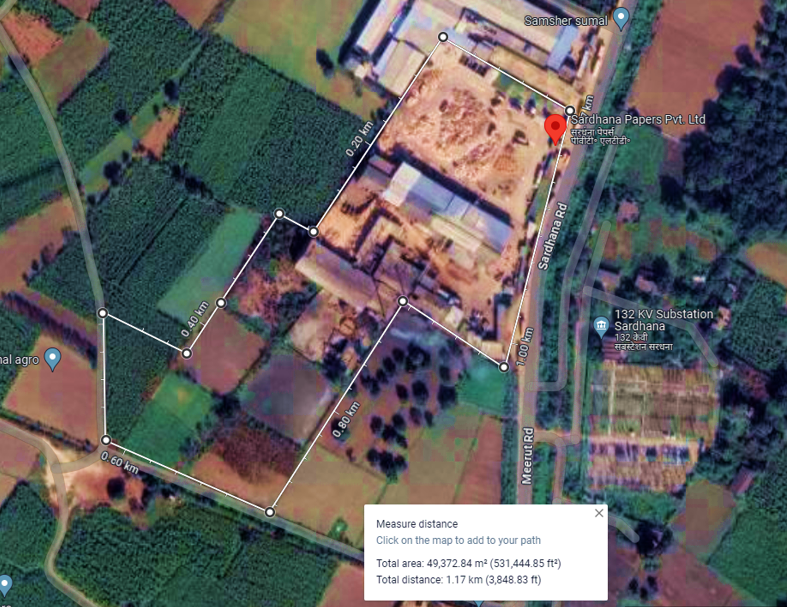 Samsher sumal
Sardhana Papers Pvt. Ltd
सरधना पेपर्स
पीवीटी॰ एलटीडी॰
0.20 km
Sardhana Rd
132 KV Substation
Sardhana
132 केवी
सबस्टेशन सरधना
0.40 km
1.00 km
nal agro
0.80 km
Meerut Rd
0.60 km
Measure distance
Click on the map to add to your path
Total area: 49,372.84 m² (531,444.85 ft²)
Total distance: 1.17 km (3,848.83 ft)